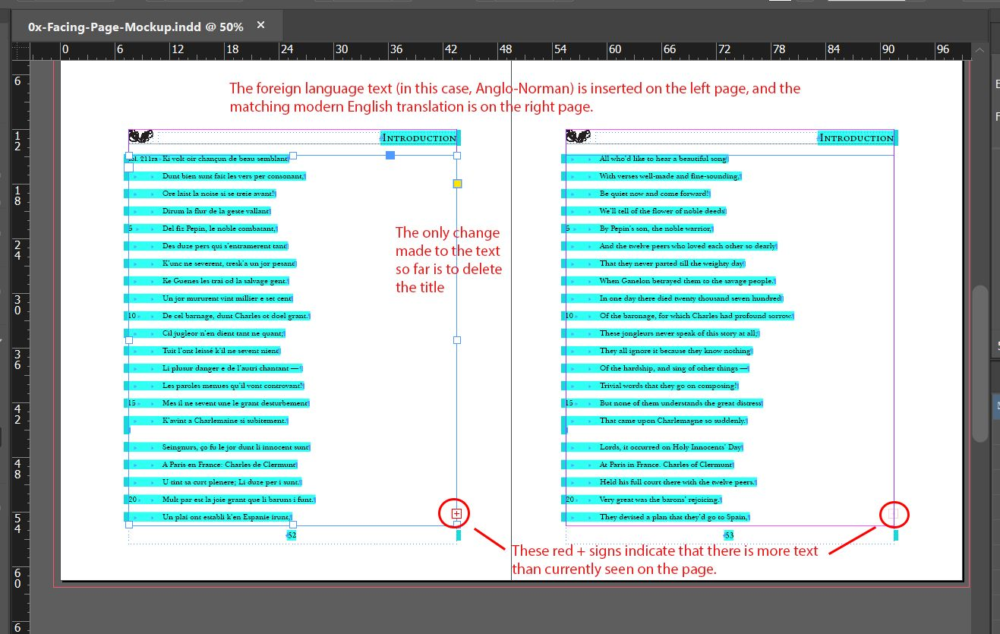 0x-Facing-Page-Mockup.indd @ 50% ×
0 6 12 18 24 30 36 42 48 54 60 66 72 78 84 90 96
6
12
18
24
30
36
42
48
54
60
6
The foreign language text (in this case, Anglo-Norman) is inserted on the left page, and the
matching modern English translation is on the right page.
INTRODUCTION
fol. 211ra Ki volt oir chançun de beau semblant
Dunt bien sunt fait les vers per consonant,
Ore laist la noise si se treie avant!
Dirum la flur de la geste vallant
5 Del fiz Pepin, le noble combatant,
Des duze pers qui s'entramerent tant
K'unc ne severent, tresk'a un jor pesant
Ke Guenes les trai od la salvage gent.
Un jor mururent vint millier e set cent
10 De cel barnage, dunt Charles ot doel grant.
Cil jugleor n'en dient tant ne quant;
Tuit l'ont leissé k'il ne sevent nient
Li plusur danger e de l'autri chantant —
Les paroles menues qu'il vont controvant!
15 Mes il ne sevent une le grant desturbement
K'avint a Charlemaine si subitement.
Seingnurs, ço fu le jor dunt li innocent sunt
A Paris en France: Charles de Clermunt
U tint sa curt plenere; Li duze per i sunt.
20 Mult par est la joie grant que li baruns i funt.
Un plai ont establi k'en Espanie irunt,
52
The only change
made to the text
so far is to delete
the title
INTRODUCTION
All who'd like to hear a beautiful song
With verses well-made and fine-sounding,
Be quiet now and come forward!
We'll tell of the flower of noble deeds
5 By Pepin's son, the noble warrior,
And the twelve peers who loved each other so dearly
That they never parted till the weighty day
When Ganelon betrayed them to the savage people.
In one day there died twenty thousand seven hundred
10 Of the baronage, for which Charles had profound sorrow.
These jongleurs never speak of this story at all;
They all ignore it because they know nothing
Of the hardship, and sing of other things —
Trivial words that they go on composing!
15 But none of them understands the great distress
That came upon Charlemagne so suddenly.
Lords, it occurred on Holy Innocents' Day
At Paris in France. Charles of Clermunt
Held his full court there with the twelve peers.
20 Very great was the barons' rejoicing.
They devised a plan that they'd go to Spain,
53
These red + signs indicate that there is more text
than currently seen on the page.